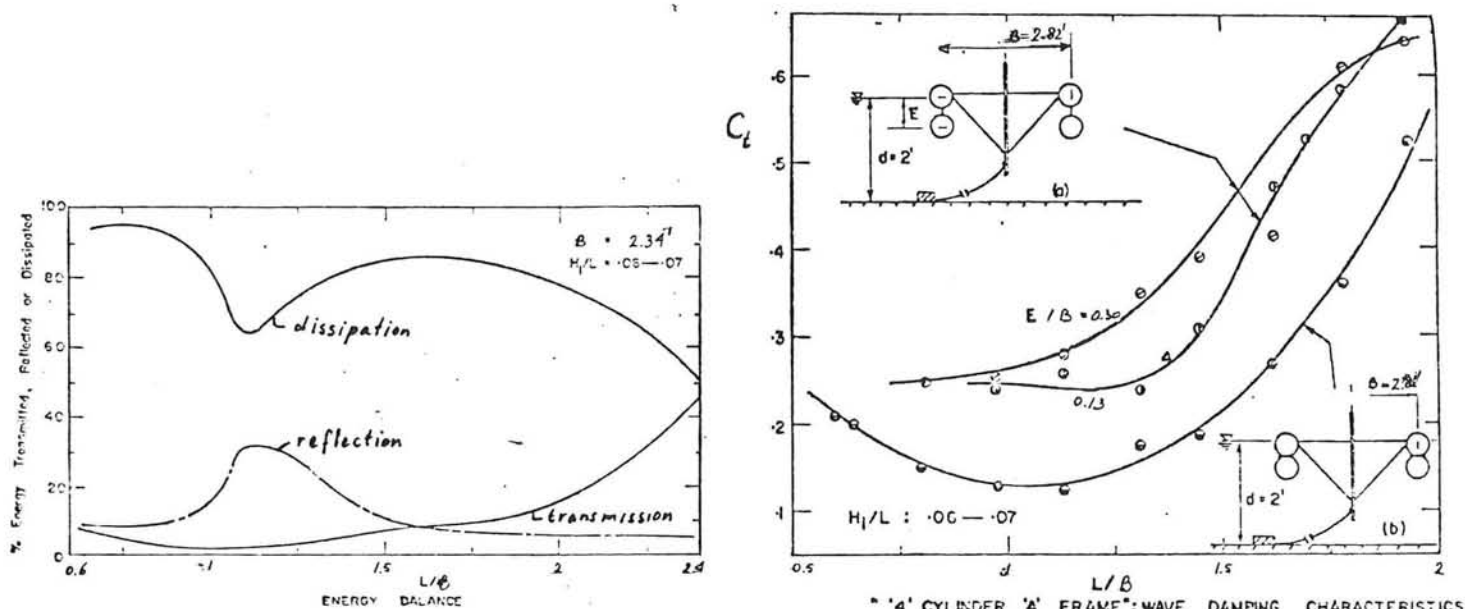 % Energy Transmitted, Reflected or Dissipated
100
80
60
40
20
0
B = 2.34'
H₁/L = .06—.07
dissipation
reflection
transmission
0.6
.1
1.5
2
2.4
L/B
ENERGY BALANCE
Cₜ
.6
.5
.4
.3
.2
.1
B=2.82'
E
d=2'
(a)
E/B=0.30
0.13
B=2.82'
d=2'
(b)
H₁/L : .06—.07
0.5
.1
1.5
2
L/B
" '4' CYLINDER 'A' FRAME": WAVE DAMPING CHARACTERISTICS